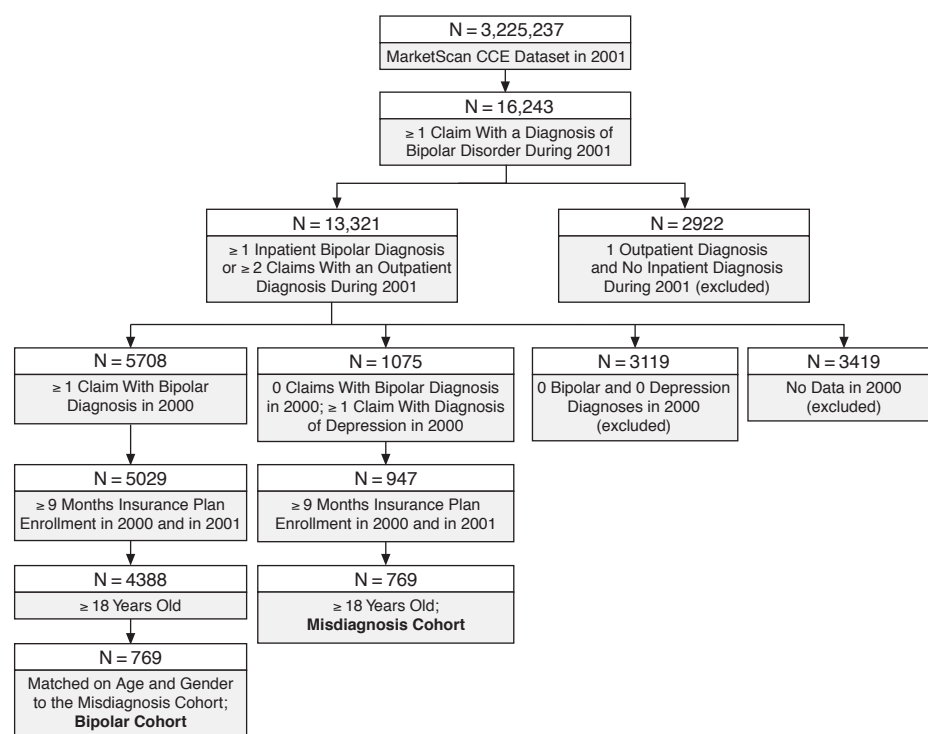 N = 3,225,237
MarketScan CCE Dataset in 2001
N = 16,243
≥ 1 Claim With a Diagnosis of
Bipolar Disorder During 2001
N = 13,321
≥ 1 Inpatient Bipolar Diagnosis
or ≥ 2 Claims With an Outpatient
Diagnosis During 2001
N = 2922
1 Outpatient Diagnosis
and No Inpatient Diagnosis
During 2001 (excluded)
N = 5708
≥ 1 Claim With Bipolar
Diagnosis in 2000
N = 1075
0 Claims With Bipolar Diagnosis
in 2000; ≥ 1 Claim With Diagnosis
of Depression in 2000
N = 3119
0 Bipolar and 0 Depression
Diagnoses in 2000
(excluded)
N = 3419
No Data in 2000
(excluded)
N = 5029
≥ 9 Months Insurance Plan
Enrollment in 2000 and in 2001
N = 947
≥ 9 Months Insurance Plan
Enrollment in 2000 and in 2001
N = 4388
≥ 18 Years Old
N = 769
≥ 18 Years Old;
Misdiagnosis Cohort
N = 769
Matched on Age and Gender
to the Misdiagnosis Cohort;
Bipolar Cohort